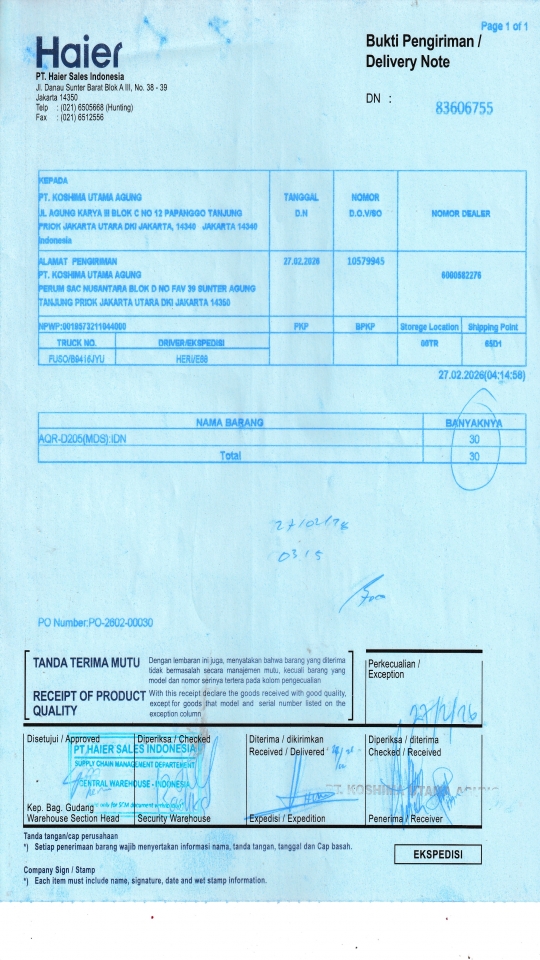 Page 1 of 1
Haier
Bukti Pengiriman /
Delivery Note
PT. Haier Sales Indonesia
Jl. Danau Sunter Barat Blok A III, No. 38 - 39
Jakarta 14350
Telp : (021) 6505668 (Hunting)
Fax : (021) 6512556
DN : 83606755
KEPADA
PT. KOSHIMA UTAMA AGUNG
JL AGUNG KARYA III BLOK C NO 12 PAPANGGO TANJUNG
PRIOK JAKARTA UTARA DKI JAKARTA, 14340 JAKARTA 14340
Indonesia
TANGGAL
D.N
NOMOR
D.O.V/SO
NOMOR DEALER
ALAMAT PENGIRIMAN
PT. KOSHIMA UTAMA AGUNG
PERUM SAC NUSANTARA BLOK D NO FAV 39 SUNTER AGUNG
TANJUNG PRIOK JAKARTA UTARA DKI JAKARTA 14350
27.02.2026
10579945
6000582276
NPWP:0019573211044000
PKP
BPKP
Storage Location
Shipping Point
TRUCK NO.
DRIVER/EKSPEDISI
65D1
FUSO/B9416JYU
HERI/E68
27.02.2026(04:14:58)
NAMA BARANG
BANYAKNYA
AQR-D205(MDS):IDN
30
Total
30
0315
PO Number:PO-2602-00030
TANDA TERIMA MUTU
Dengan lembaran ini juga, menyatakan bahwa barang yang diterima
tidak bermasalah secara manajemen mutu, kecuali barang yang
model dan nomor serinya tertera pada kolom pengecualian
RECEIPT OF PRODUCT
QUALITY
With this receipt declare the goods received with good quality,
except for goods that model and serial number listed on the
exception column
Perkecualian /
Exception
27/2/26
Disetujui / Approved
Diperiksa / Checked
Diterima / dikirimkan
Received / Delivered
Diperiksa / diterima
Checked / Received
PT HAIER SALES INDONESIA
SUPPLY CHAIN MANAGEMENT DEPARTEMENT
CENTRAL WAREHOUSE - INDONESIA
PT. KOSHIMA UTAMA AGUNG
Kep. Bag. Gudang
Warehouse Section Head
Security Warehouse
Expedisi / Expedition
Penerima / Receiver
Tanda tangan/cap perusahaan
*) Setiap penerimaan barang wajib menyertakan informasi nama, tanda tangan, tanggal dan Cap basah.
EKSPEDISI
Company Sign / Stamp
*) Each item must include name, signature, date and wet stamp information.